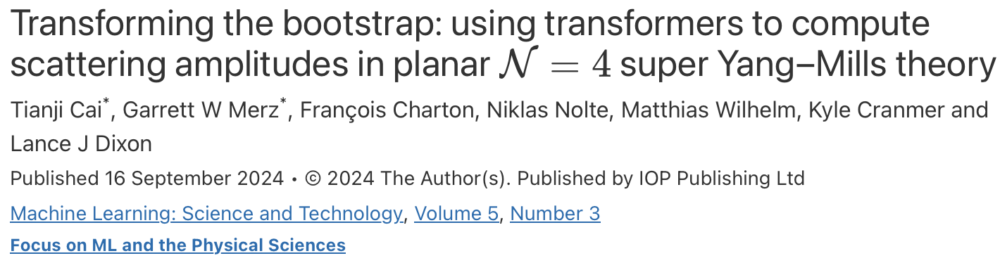 Transforming the bootstrap: using transformers to compute
scattering amplitudes in planar 𝒩 = 4 super Yang–Mills theory
Tianji Cai*, Garrett W Merz*, François Charton, Niklas Nolte, Matthias Wilhelm, Kyle Cranmer and
Lance J Dixon
Published 16 September 2024 • © 2024 The Author(s). Published by IOP Publishing Ltd
Machine Learning: Science and Technology, Volume 5, Number 3
Focus on ML and the Physical Sciences